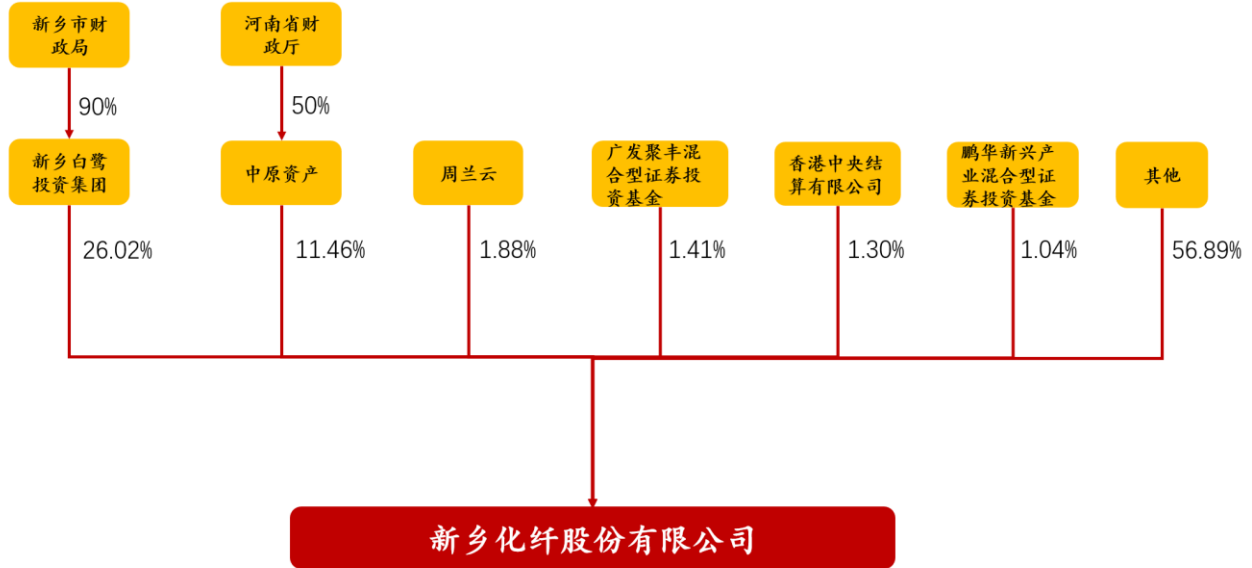 新乡市财
政局
河南省财
政厅
90%
50%
新乡白鹭
投资集团
中原资产
周兰云
广发聚丰混
合型证券投
资基金
香港中央结
算有限公司
鹏华新兴产
业混合型证
券投资基金
其他
26.02%
11.46%
1.88%
1.41%
1.30%
1.04%
56.89%
新乡化纤股份有限公司